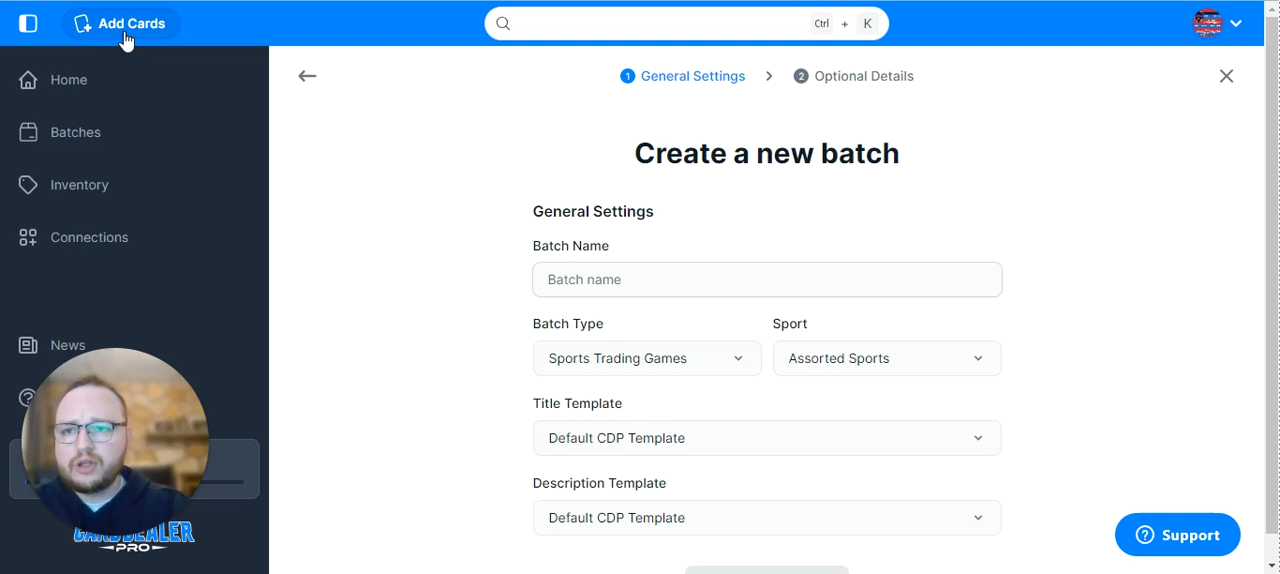 Add Cards
Ctrl + K
Home
Batches
Inventory
Connections
News
1 General Settings
2 Optional Details
Create a new batch
General Settings
Batch Name
Batch name
Batch Type
Sport
Sports Trading Games
Assorted Sports
Title Template
Default CDP Template
Description Template
Default CDP Template
Support
PRO